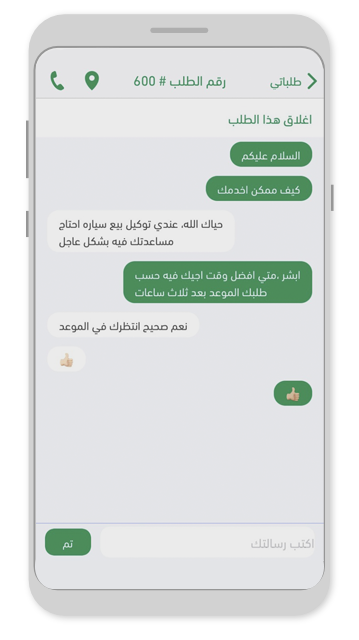 طلباتي
رقم الطلب # 600
اغلاق هذا الطلب
السلام عليكم
كيف ممكن اخدمك
حياك الله، عندي توكيل بيع سياره احتاج
مساعدتك فيه بشكل عاجل
ابشر ،متي افضل وقت اجيك فيه حسب
طلبك الموعد بعد ثلاث ساعات
نعم صحيح انتظرك في الموعد
👍🏼
👍🏼
اكتب رسالتك
تم